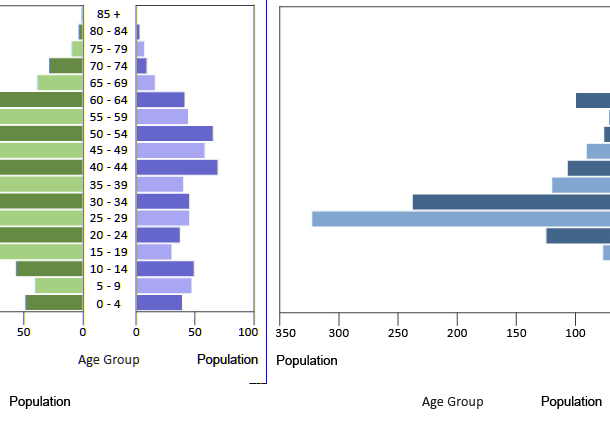 85 +
80 - 84
75 - 79
70 - 74
65 - 69
60 - 64
55 - 59
50 - 54
45 - 49
40 - 44
35 - 39
30 - 34
25 - 29
20 - 24
15 - 19
10 - 14
5 - 9
0 - 4
50 0 0 50 100 350 300 250 200 150 100
Age Group Population Population
Population Age Group Population